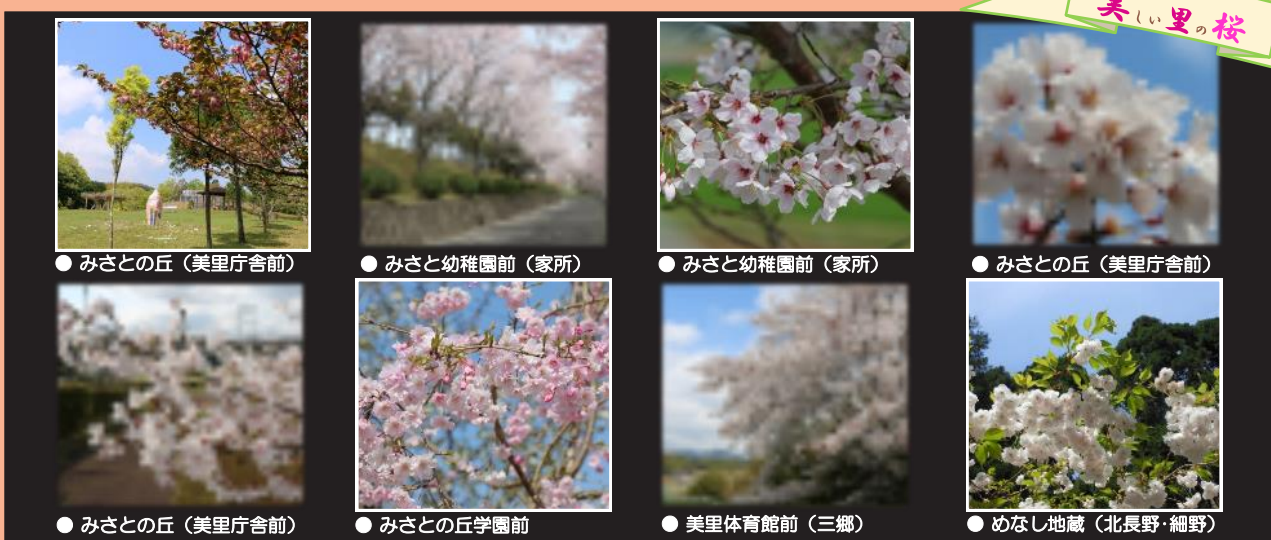 美しい里の桜
● みさとの丘（美里庁舎前）
● みさと幼稚園前（家所）
● みさと幼稚園前（家所）
● みさとの丘（美里庁舎前）
● みさとの丘（美里庁舎前）
● みさとの丘学園前
● 美里体育館前（三郷）
● めなし地蔵（北長野・細野）